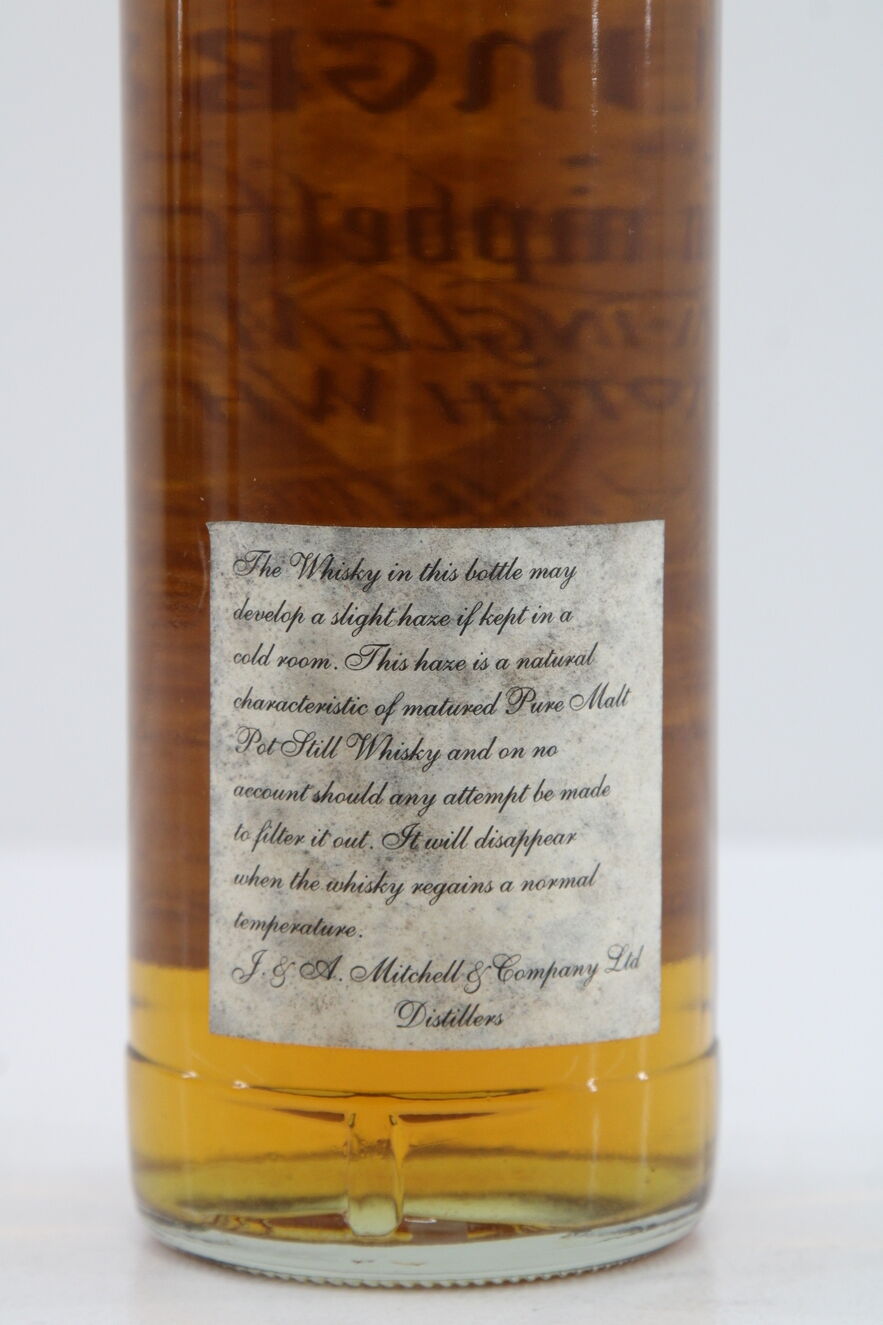 The Whisky in this bottle may
develop a slight haze if kept in a
cold room. This haze is a natural
characteristic of matured Pure Malt
Pot Still Whisky and on no
account should any attempt be made
to filter it out. It will disappear
when the whisky regains a normal
temperature.
J. & A. Mitchell & Company Ltd
Distillers